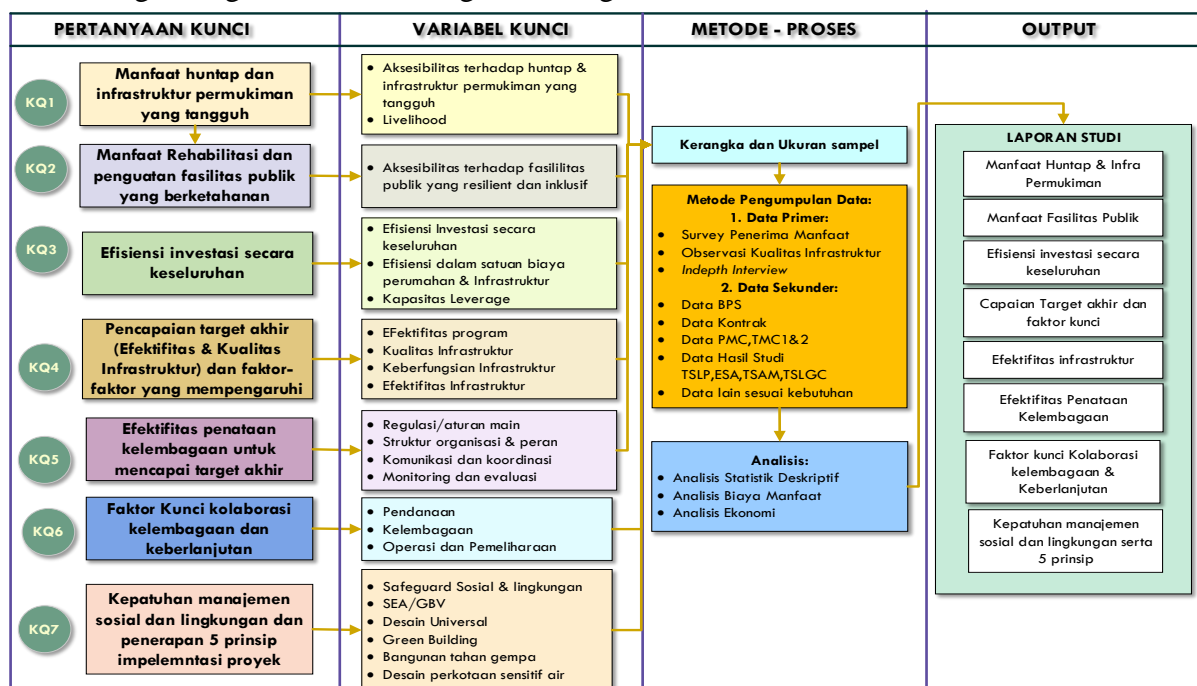 PERTANYAAN KUNCI
VARIABEL KUNCI
METODE - PROSES
OUTPUT
KQ1
Manfaat huntap dan
infrastruktur permukiman
yang tangguh
• Aksesibilitas terhadap huntap &
infrastruktur permukiman yang
tangguh
• Livelihood
KQ2
Manfaat Rehabilitasi dan
penguatan fasilitas publik
yang berketahanan
• Aksesibilitas terhadap fasililitas
publik yang resilient dan inklusif
KQ3
Efisiensi investasi secara
keseluruhan
• Efisiensi Investasi secara
keseluruhan
• Efisiensi dalam satuan biaya
perumahan & Infrastruktur
• Kapasitas Leverage
KQ4
Pencapaian target akhir
(Efektifitas & Kualitas
Infrastruktur) dan faktor-
faktor yang mempengaruhi
• EFektifitas program
• Kualitas Infrastruktur
• Keberfungsian Infrastruktur
• Efektifitas Infrastruktur
KQ5
Efektifitas penataan
kelembagaan untuk
mencapai target akhir
• Regulasi/aturan main
• Struktur organisasi & peran
• Komunikasi dan koordinasi
• Monitoring dan evaluasi
KQ6
Faktor Kunci kolaborasi
kelembagaan dan
keberlanjutan
• Pendanaan
• Kelembagaan
• Operasi dan Pemeliharaan
KQ7
Kepatuhan manajemen
sosial dan lingkungan dan
penerapan 5 prinsip
impelemntasi proyek
• Safeguard Sosial & lingkungan
• SEA/GBV
• Desain Universal
• Green Building
• Bangunan tahan gempa
• Desain perkotaan sensitif air
Kerangka dan Ukuran sampel
Metode Pengumpulan Data:
1. Data Primer:
• Survey Penerima Manfaat
• Observasi Kualitas Infrastruktur
• Indepth Interview
2. Data Sekunder:
• Data BPS
• Data Kontrak
• Data PMC,TMC1&2
• Data Hasil Studi
TSLP,ESA,TSAM,TSLGC
• Data lain sesuai kebutuhan
Analisis:
• Analisis Statistik Deskriptif
• Analisis Biaya Manfaat
• Analisis Ekonomi
LAPORAN STUDI
Manfaat Huntap & Infra
Permukiman
Manfaat Fasilitas Publik
Efisiensi investasi secara
keseluruhan
Capaian Target akhir dan
faktor kunci
Efektifitas infrastruktur
Efektifitas Penataan
Kelembagaan
Faktor kunci Kolaborasi
kelembagaan &
Keberlanjutan
Kepatuhan manajemen
sosial dan lingkungan serta
5 prinsip